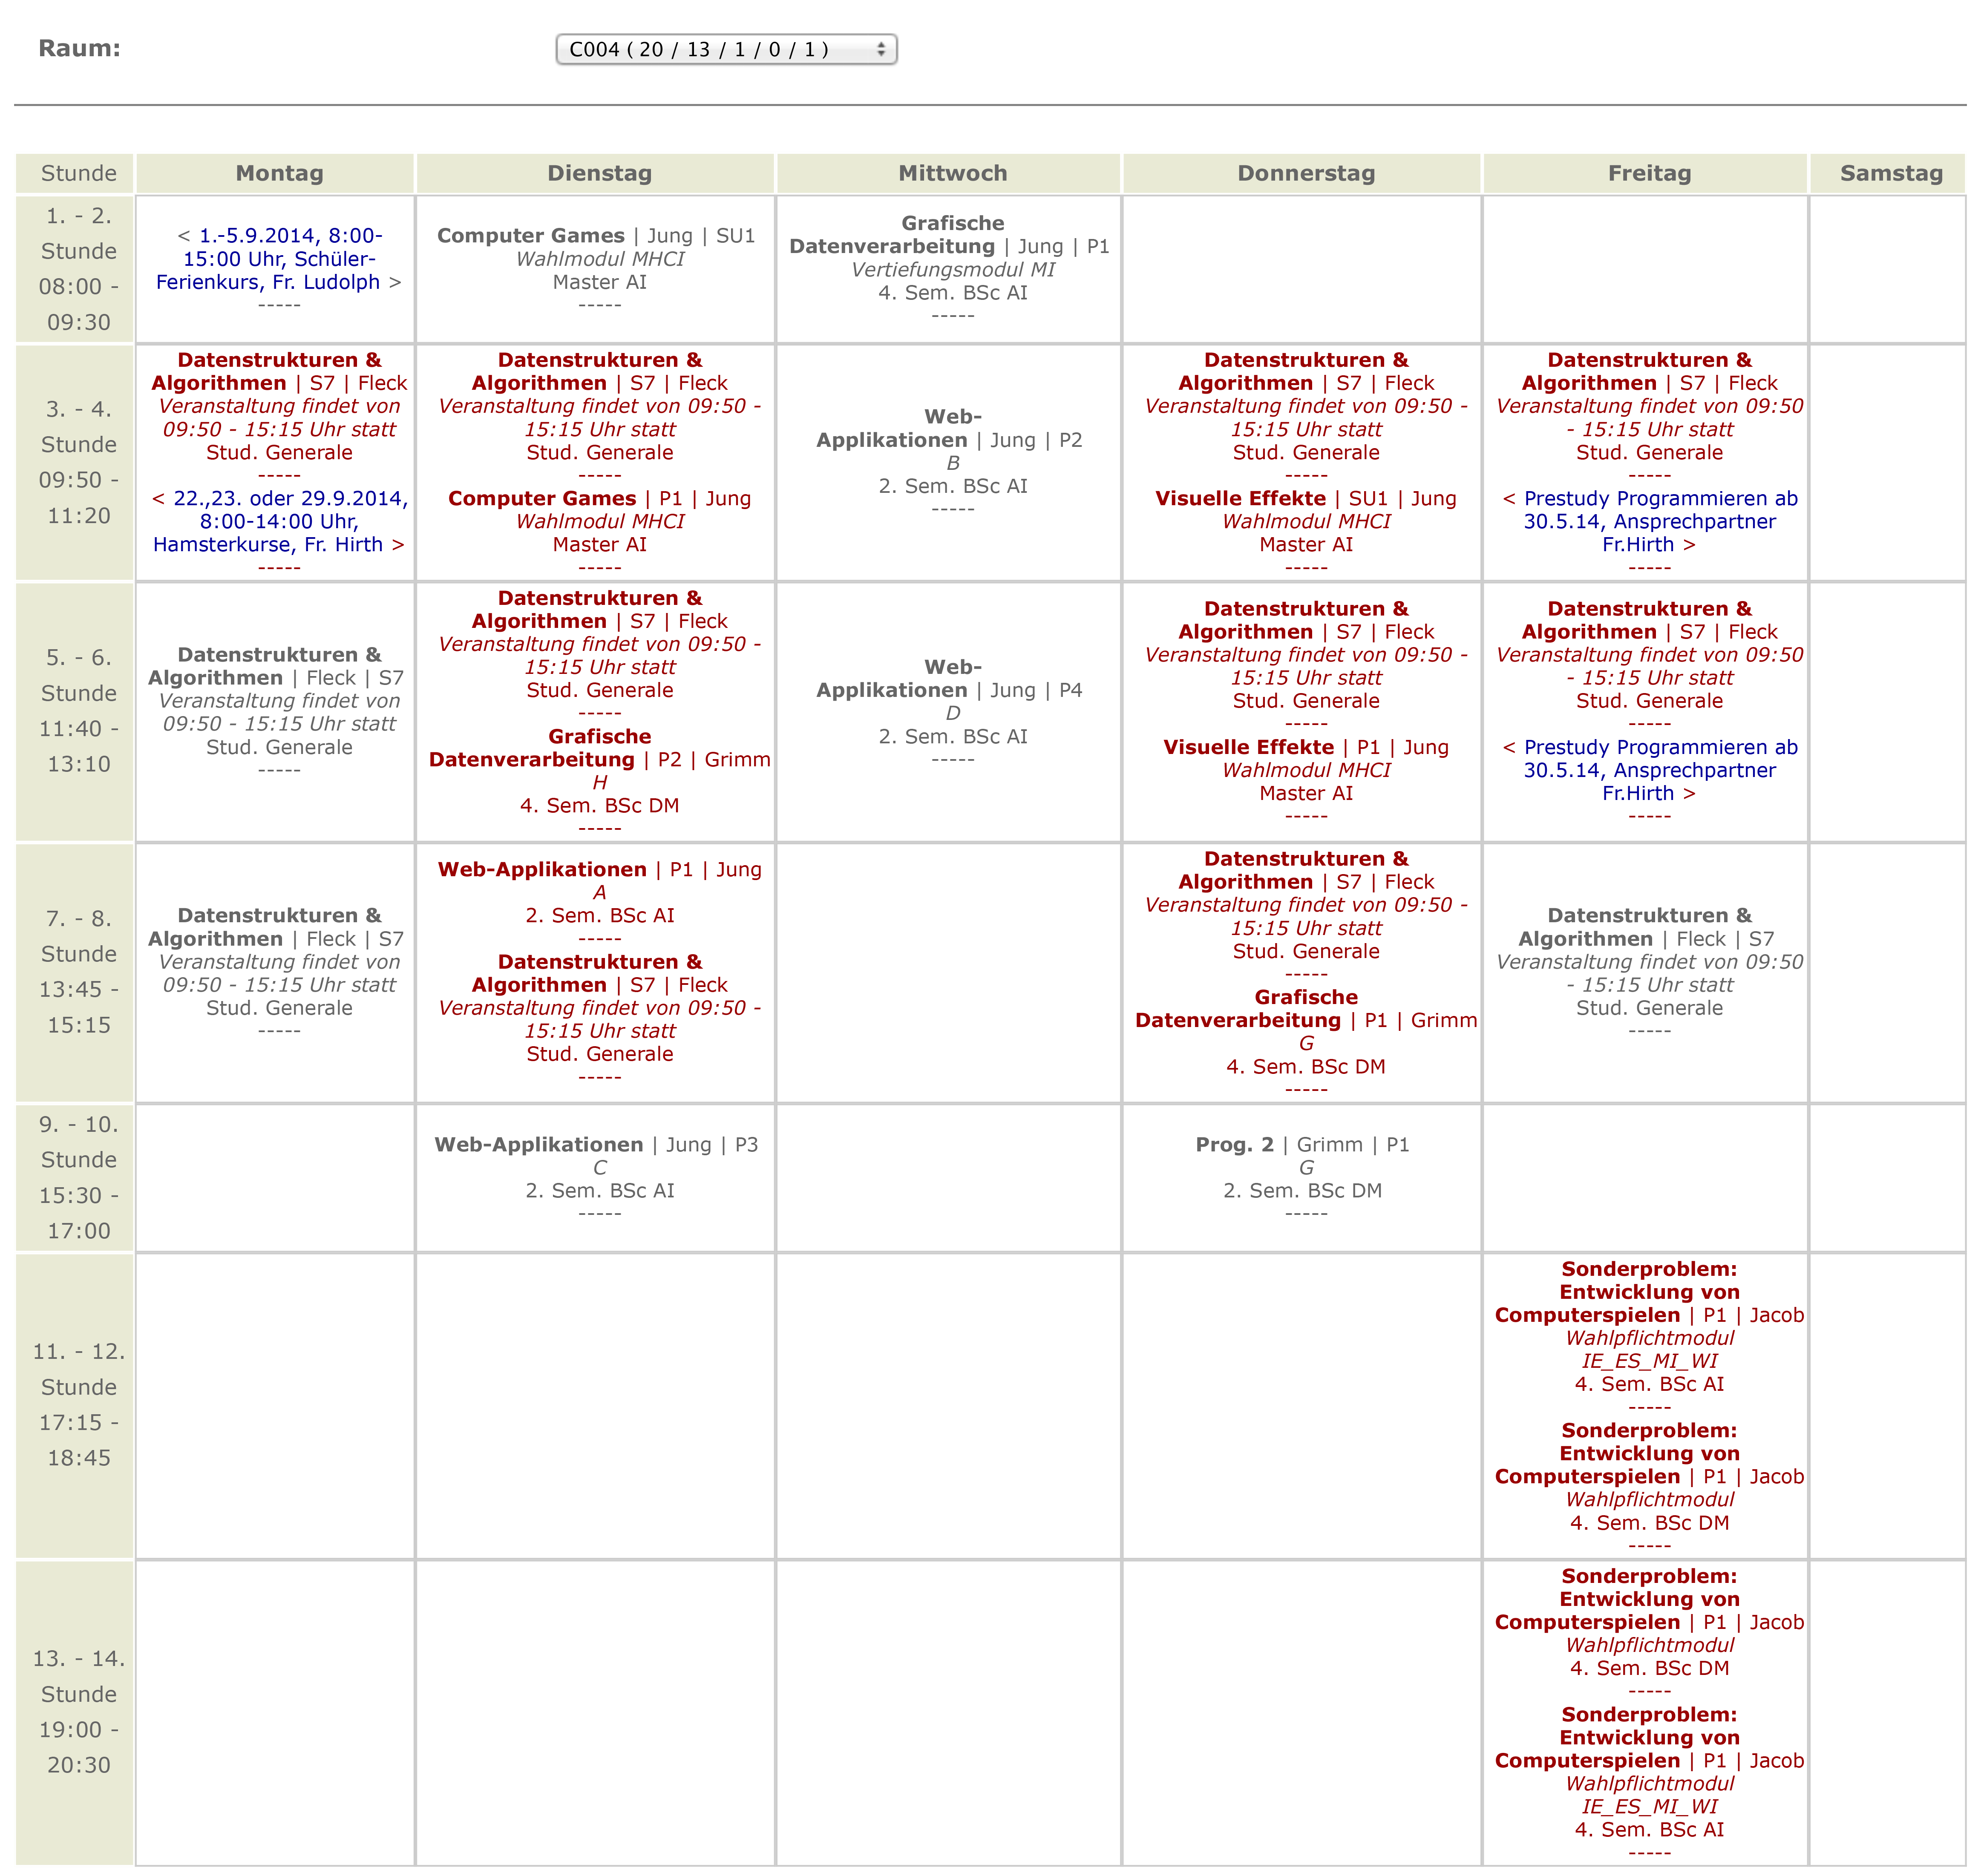 Raum:
C004 ( 20 / 13 / 1 / 0 / 1 )
Stunde
Montag
Dienstag
Mittwoch
Donnerstag
Freitag
Samstag
1. - 2.
Stunde
08:00 -
09:30
< 1.-5.9.2014, 8:00-
15:00 Uhr, Schüler-
Ferienkurs, Fr. Ludolph >
-----
Computer Games | Jung | SU1
Wahlmodul MHCI
Master AI
-----
Grafische
Datenverarbeitung | Jung | P1
Vertiefungsmodul MI
4. Sem. BSc AI
-----
3. - 4.
Stunde
09:50 -
11:20
Datenstrukturen &
Algorithmen | S7 | Fleck
Veranstaltung findet von
09:50 - 15:15 Uhr statt
Stud. Generale
-----
< 22.,23. oder 29.9.2014,
8:00-14:00 Uhr,
Hamsterkurse, Fr. Hirth >
-----
Datenstrukturen &
Algorithmen | S7 | Fleck
Veranstaltung findet von 09:50 -
15:15 Uhr statt
Stud. Generale
-----
Computer Games | P1 | Jung
Wahlmodul MHCI
Master AI
-----
Web-
Applikationen | Jung | P2
B
2. Sem. BSc AI
-----
Datenstrukturen &
Algorithmen | S7 | Fleck
Veranstaltung findet von 09:50 -
15:15 Uhr statt
Stud. Generale
-----
Visuelle Effekte | SU1 | Jung
Wahlmodul MHCI
Master AI
-----
Datenstrukturen &
Algorithmen | S7 | Fleck
Veranstaltung findet von 09:50
- 15:15 Uhr statt
Stud. Generale
-----
< Prestudy Programmieren ab
30.5.14, Ansprechpartner
Fr.Hirth >
-----
5. - 6.
Stunde
11:40 -
13:10
Datenstrukturen &
Algorithmen | Fleck | S7
Veranstaltung findet von
09:50 - 15:15 Uhr statt
Stud. Generale
-----
Datenstrukturen &
Algorithmen | S7 | Fleck
Veranstaltung findet von 09:50 -
15:15 Uhr statt
Stud. Generale
-----
Grafische
Datenverarbeitung | P2 | Grimm
H
4. Sem. BSc DM
-----
Web-
Applikationen | Jung | P4
D
2. Sem. BSc AI
-----
Datenstrukturen &
Algorithmen | S7 | Fleck
Veranstaltung findet von 09:50 -
15:15 Uhr statt
Stud. Generale
-----
Visuelle Effekte | P1 | Jung
Wahlmodul MHCI
Master AI
-----
Datenstrukturen &
Algorithmen | S7 | Fleck
Veranstaltung findet von 09:50
- 15:15 Uhr statt
Stud. Generale
-----
< Prestudy Programmieren ab
30.5.14, Ansprechpartner
Fr.Hirth >
-----
7. - 8.
Stunde
13:45 -
15:15
Datenstrukturen &
Algorithmen | Fleck | S7
Veranstaltung findet von
09:50 - 15:15 Uhr statt
Stud. Generale
-----
Web-Applikationen | P1 | Jung
A
2. Sem. BSc AI
-----
Datenstrukturen &
Algorithmen | S7 | Fleck
Veranstaltung findet von 09:50 -
15:15 Uhr statt
Stud. Generale
-----
Datenstrukturen &
Algorithmen | S7 | Fleck
Veranstaltung findet von 09:50 -
15:15 Uhr statt
Stud. Generale
-----
Grafische
Datenverarbeitung | P1 | Grimm
G
4. Sem. BSc DM
-----
Datenstrukturen &
Algorithmen | Fleck | S7
Veranstaltung findet von 09:50
- 15:15 Uhr statt
Stud. Generale
-----
9. - 10.
Stunde
15:30 -
17:00
Web-Applikationen | Jung | P3
C
2. Sem. BSc AI
-----
Prog. 2 | Grimm | P1
G
2. Sem. BSc DM
-----
11. - 12.
Stunde
17:15 -
18:45
Sonderproblem:
Entwicklung von
Computerspielen | P1 | Jacob
Wahlpflichtmodul
IE_ES_MI_WI
4. Sem. BSc AI
-----
Sonderproblem:
Entwicklung von
Computerspielen | P1 | Jacob
Wahlpflichtmodul
4. Sem. BSc DM
-----
13. - 14.
Stunde
19:00 -
20:30
Sonderproblem:
Entwicklung von
Computerspielen | P1 | Jacob
Wahlpflichtmodul
4. Sem. BSc DM
-----
Sonderproblem:
Entwicklung von
Computerspielen | P1 | Jacob
Wahlpflichtmodul
IE_ES_MI_WI
4. Sem. BSc AI
-----